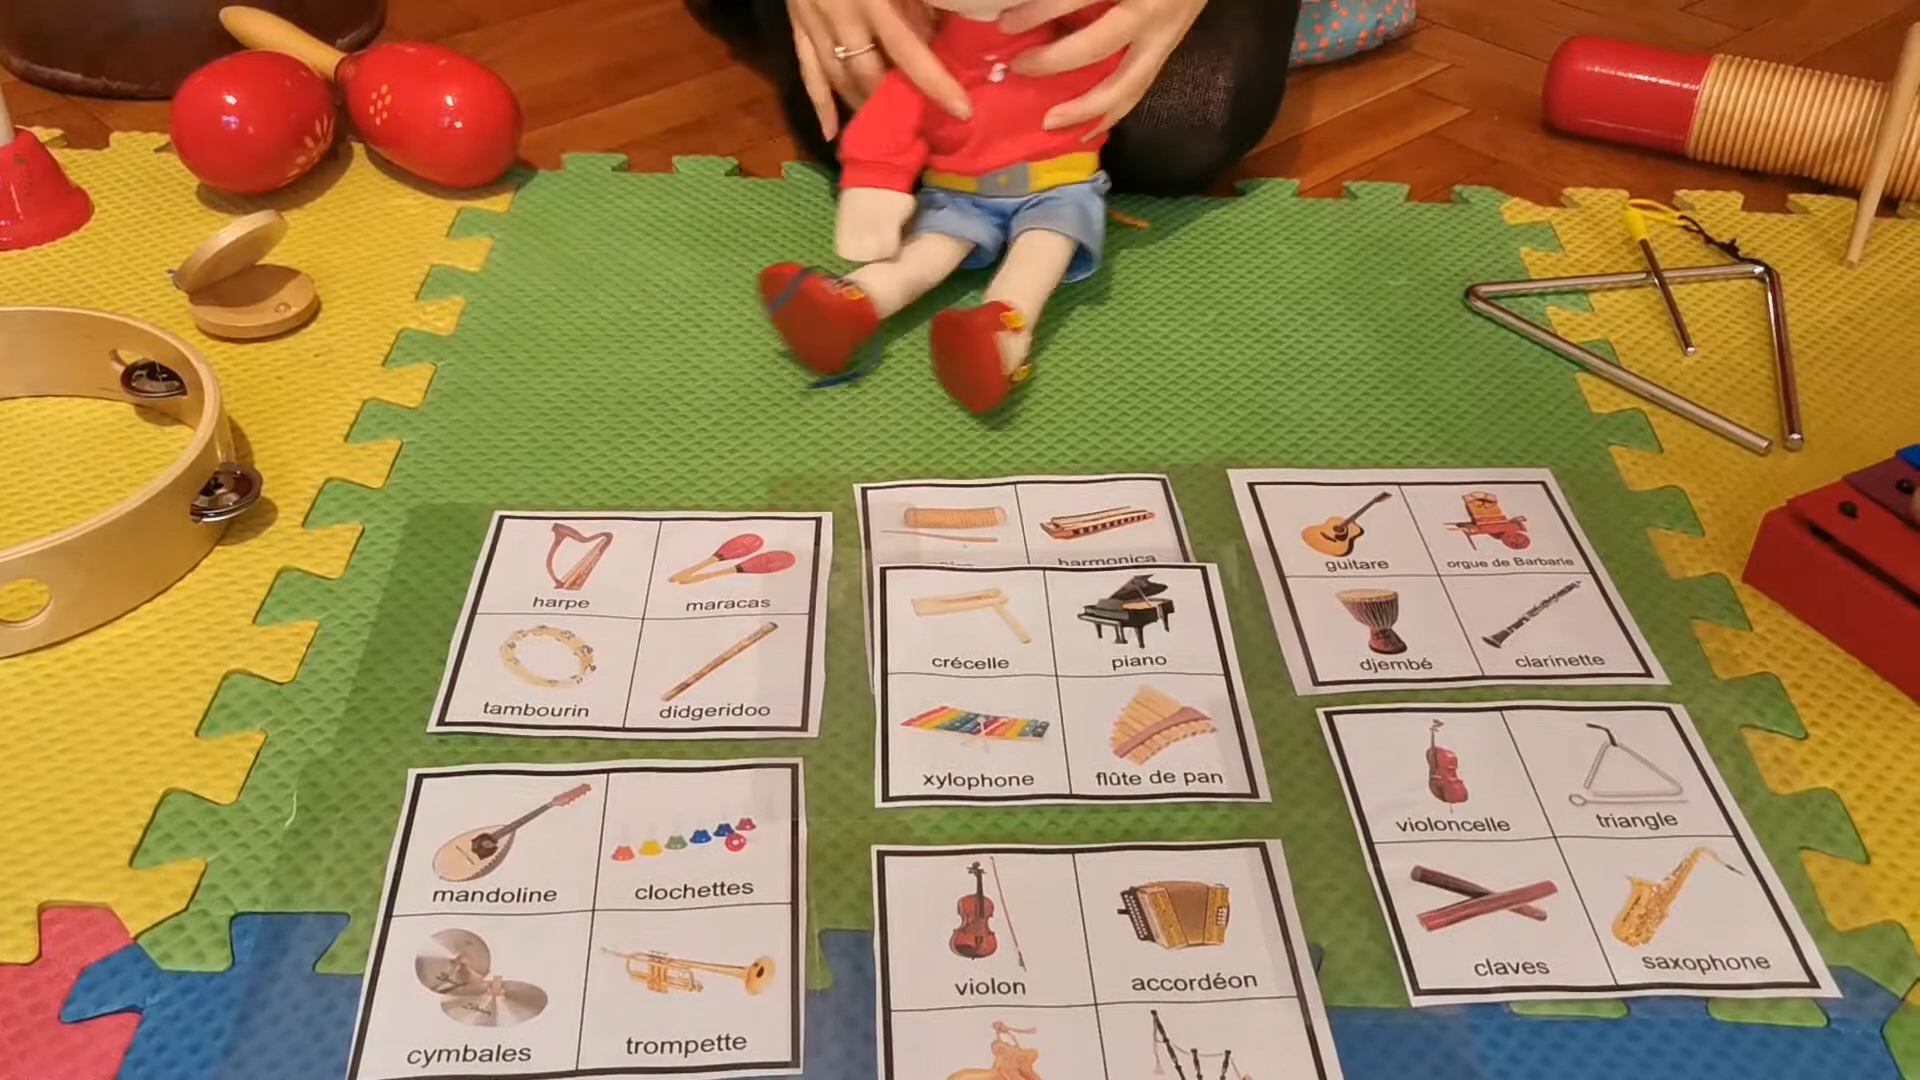 harpe
maracas
tambourin
didgeridoo
harmonica
crécelle
piano
xylophone
flûte de pan
guitare
orgue de Barbarie
djembé
clarinette
mandoline
clochettes
cymbales
trompette
violon
accordéon
violoncelle
triangle
claves
saxophone